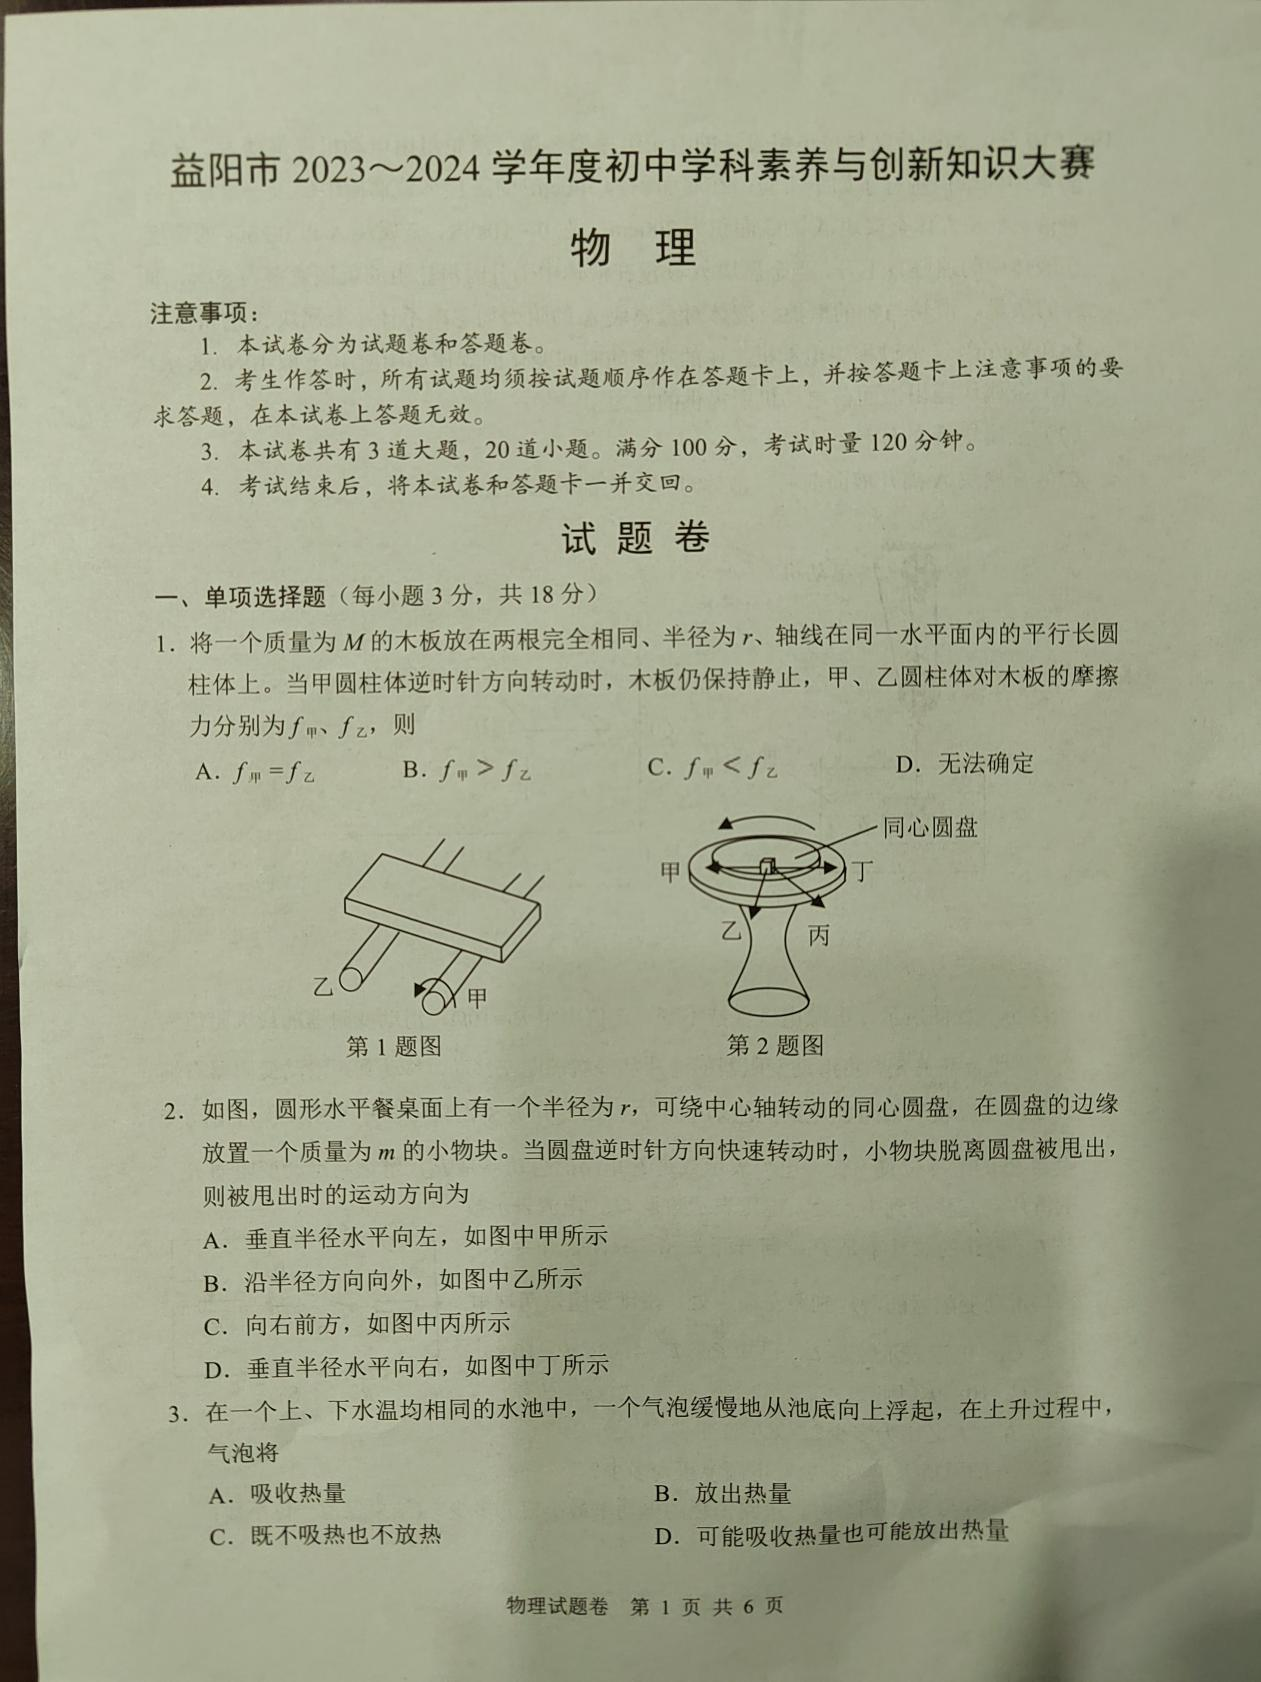 益阳市 2023～2024 学年度初中学科素养与创新知识大赛
物 理
注意事项：
1. 本试卷分为试题卷和答题卷。
2. 考生作答时，所有试题均须按试题顺序作在答题卡上，并按答题卡上注意事项的要
求答题，在本试卷上答题无效。
3. 本试卷共有 3 道大题，20 道小题。满分 100 分，考试时量 120 分钟。
4. 考试结束后，将本试卷和答题卡一并交回。
试 题 卷
一、单项选择题（每小题 3 分，共 18 分）
1. 将一个质量为 M 的木板放在两根完全相同、半径为 r、轴线在同一水平面内的平行长圆
柱体上。当甲圆柱体逆时针方向转动时，木板仍保持静止，甲、乙圆柱体对木板的摩擦
力分别为 f甲、f乙，则
A. f甲 =f乙 B. f甲 > f乙 C. f甲 < f乙 D. 无法确定
同心圆盘
甲 丁
乙 丙
乙 甲
第 1 题图 第 2 题图
2. 如图，圆形水平餐桌面上有一个半径为 r，可绕中心轴转动的同心圆盘，在圆盘的边缘
放置一个质量为 m 的小物块。当圆盘逆时针方向快速转动时，小物块脱离圆盘被甩出，
则被甩出时的运动方向为
A. 垂直半径水平向左，如图中甲所示
B. 沿半径方向向外，如图中乙所示
C. 向右前方，如图中丙所示
D. 垂直半径水平向右，如图中丁所示
3. 在一个上、下水温均相同的水池中，一个气泡缓慢地从池底向上浮起，在上升过程中，
气泡将
A. 吸收热量 B. 放出热量
C. 既不吸热也不放热 D. 可能吸收热量也可能放出热量
物理试题卷 第 1 页 共 6 页